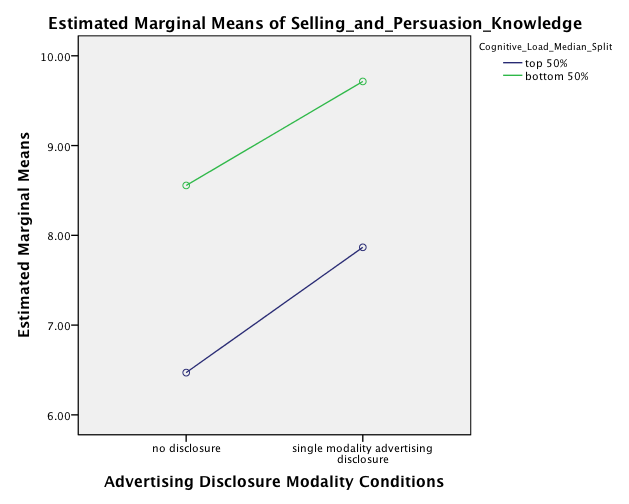 Estimated Marginal Means of Selling_and_Persuasion_Knowledge
Cognitive_Load_Median_Split
top 50%
bottom 50%
Estimated Marginal Means
10.00
9.00
8.00
7.00
6.00
no disclosure
single modality advertising
disclosure
Advertising Disclosure Modality Conditions